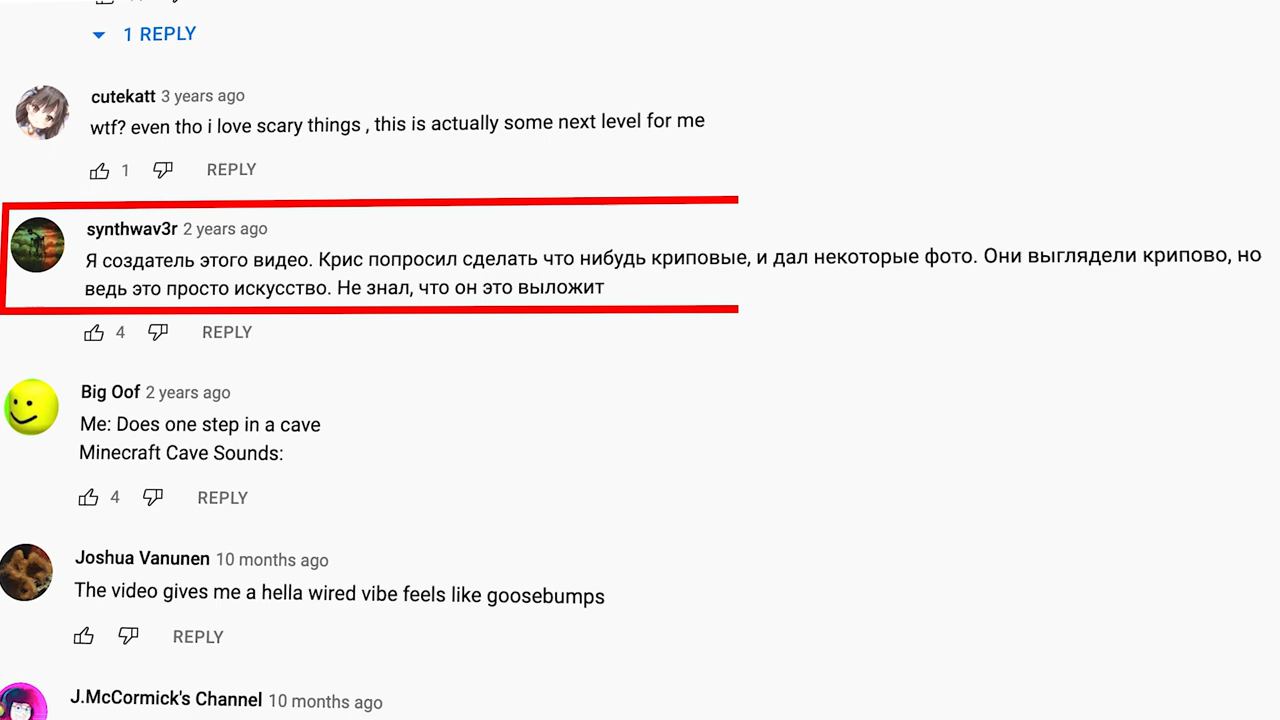 1 REPLY
cutekatt 3 years ago
wtf? even tho i love scary things , this is actually some next level for me
1 REPLY
synthwav3r 2 years ago
Я создатель этого видео. Крис попросил сделать что нибудь криповые, и дал некоторые фото. Они выглядели крипово, но
ведь это просто искусство. Не знал, что он это выложит
4 REPLY
Big Oof 2 years ago
Me: Does one step in a cave
Minecraft Cave Sounds:
4 REPLY
Joshua Vanunen 10 months ago
The video gives me a hella wired vibe feels like goosebumps
REPLY
J.McCormick's Channel 10 months ago